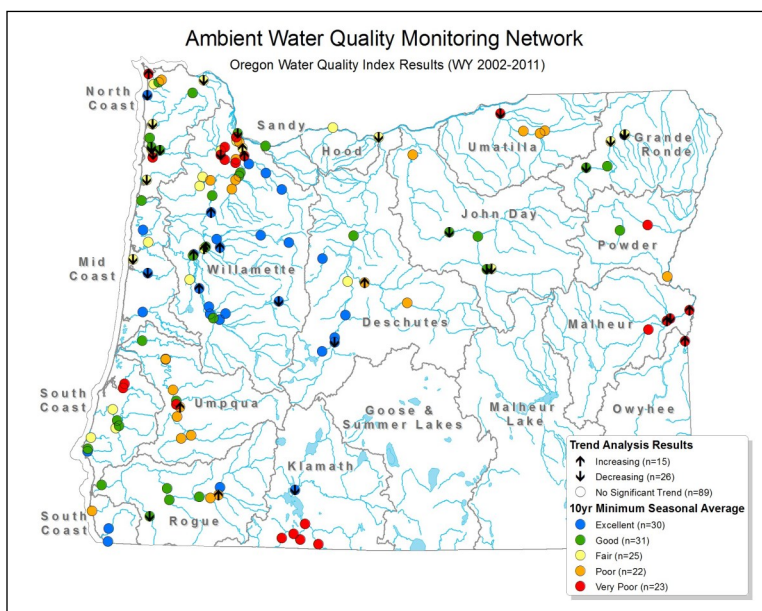 Ambient Water Quality Monitoring Network
Oregon Water Quality Index Results (WY 2002-2011)
North
Coast
Sandy
Hood
Umatilla
Grande
Ronde
John Day
Powder
Mid
Coast
Willamette
Deschutes
Malheur
South
Coast
Umpqua
Goose &
Summer Lakes
Malheur
Lake
Owyhee
Klamath
South
Coast
Rogue
Trend Analysis Results
Increasing (n=15)
Decreasing (n=26)
No Significant Trend (n=89)
10yr Minimum Seasonal Average
Excellent (n=30)
Good (n=31)
Fair (n=25)
Poor (n=22)
Very Poor (n=23)